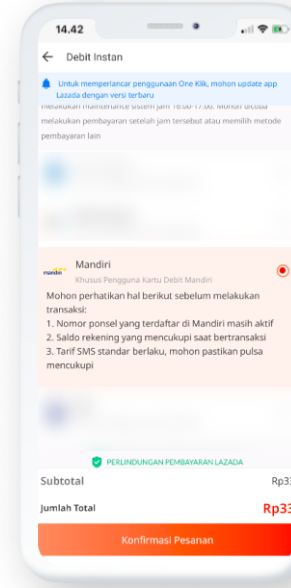 14.42
Debit Instan
Untuk memperlancar penggunaan One Klik, mohon update app
Lazada dengan versi terbaru
melakukan maintenance sistem jam 16.00-17.00. Mohon dicoba
melakukan pembayaran setelah jam tersebut atau memilih metode
pembayaran lain
mandiri
Mandiri
Khusus Pengguna Kartu Debit Mandiri
Mohon perhatikan hal berikut sebelum melakukan
transaksi:
1. Nomor ponsel yang terdaftar di Mandiri masih aktif
2. Saldo rekening yang mencukupi saat bertransaksi
3. Tarif SMS standar berlaku, mohon pastikan pulsa
mencukupi
PERLINDUNGAN PEMBAYARAN LAZADA
Subtotal
Rp33
Jumlah Total
Rp33
Konfirmasi Pesanan